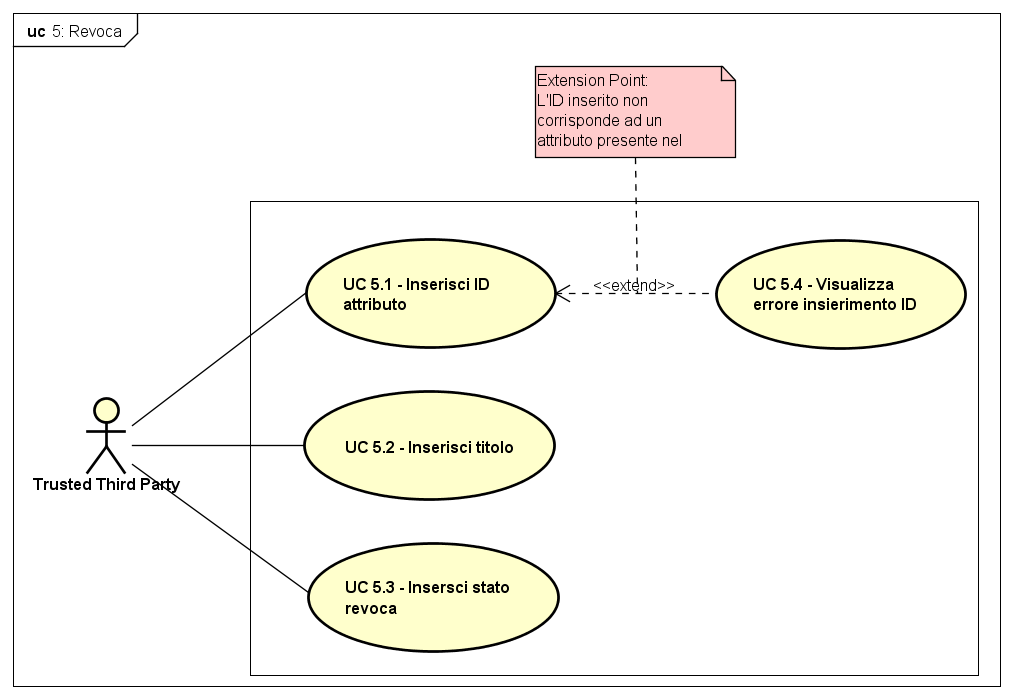 uc 5: Revoca
Extension Point:
L'ID inserito non
corrisponde ad un
attributo presente nel
UC 5.1 - Inserisci ID
attributo
<<extend>>
UC 5.4 - Visualizza
errore insierimento ID
UC 5.2 - Inserisci titolo
Trusted Third Party
UC 5.3 - Insersci stato
revoca